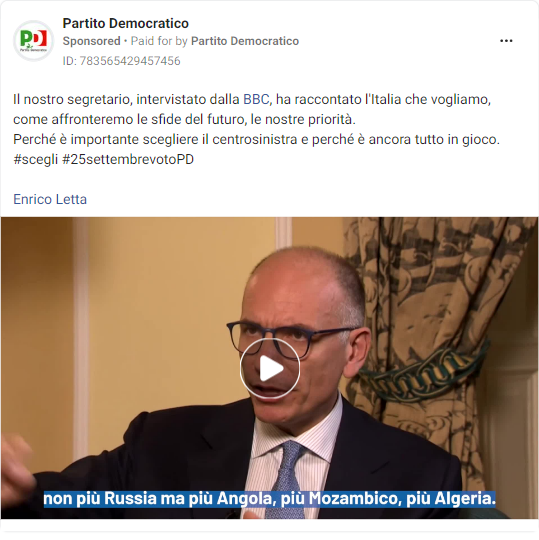 Partito Democratico
Sponsored • Paid for by Partito Democratico
ID: 783565429457456
Il nostro segretario, intervistato dalla BBC, ha raccontato l'Italia che vogliamo,
come affronteremo le sfide del futuro, le nostre priorità.
Perché è importante scegliere il centrosinistra e perché è ancora tutto in gioco.
#scegli #25settembrevotoPD
Enrico Letta
non più Russia ma più Angola, più Mozambico, più Algeria.